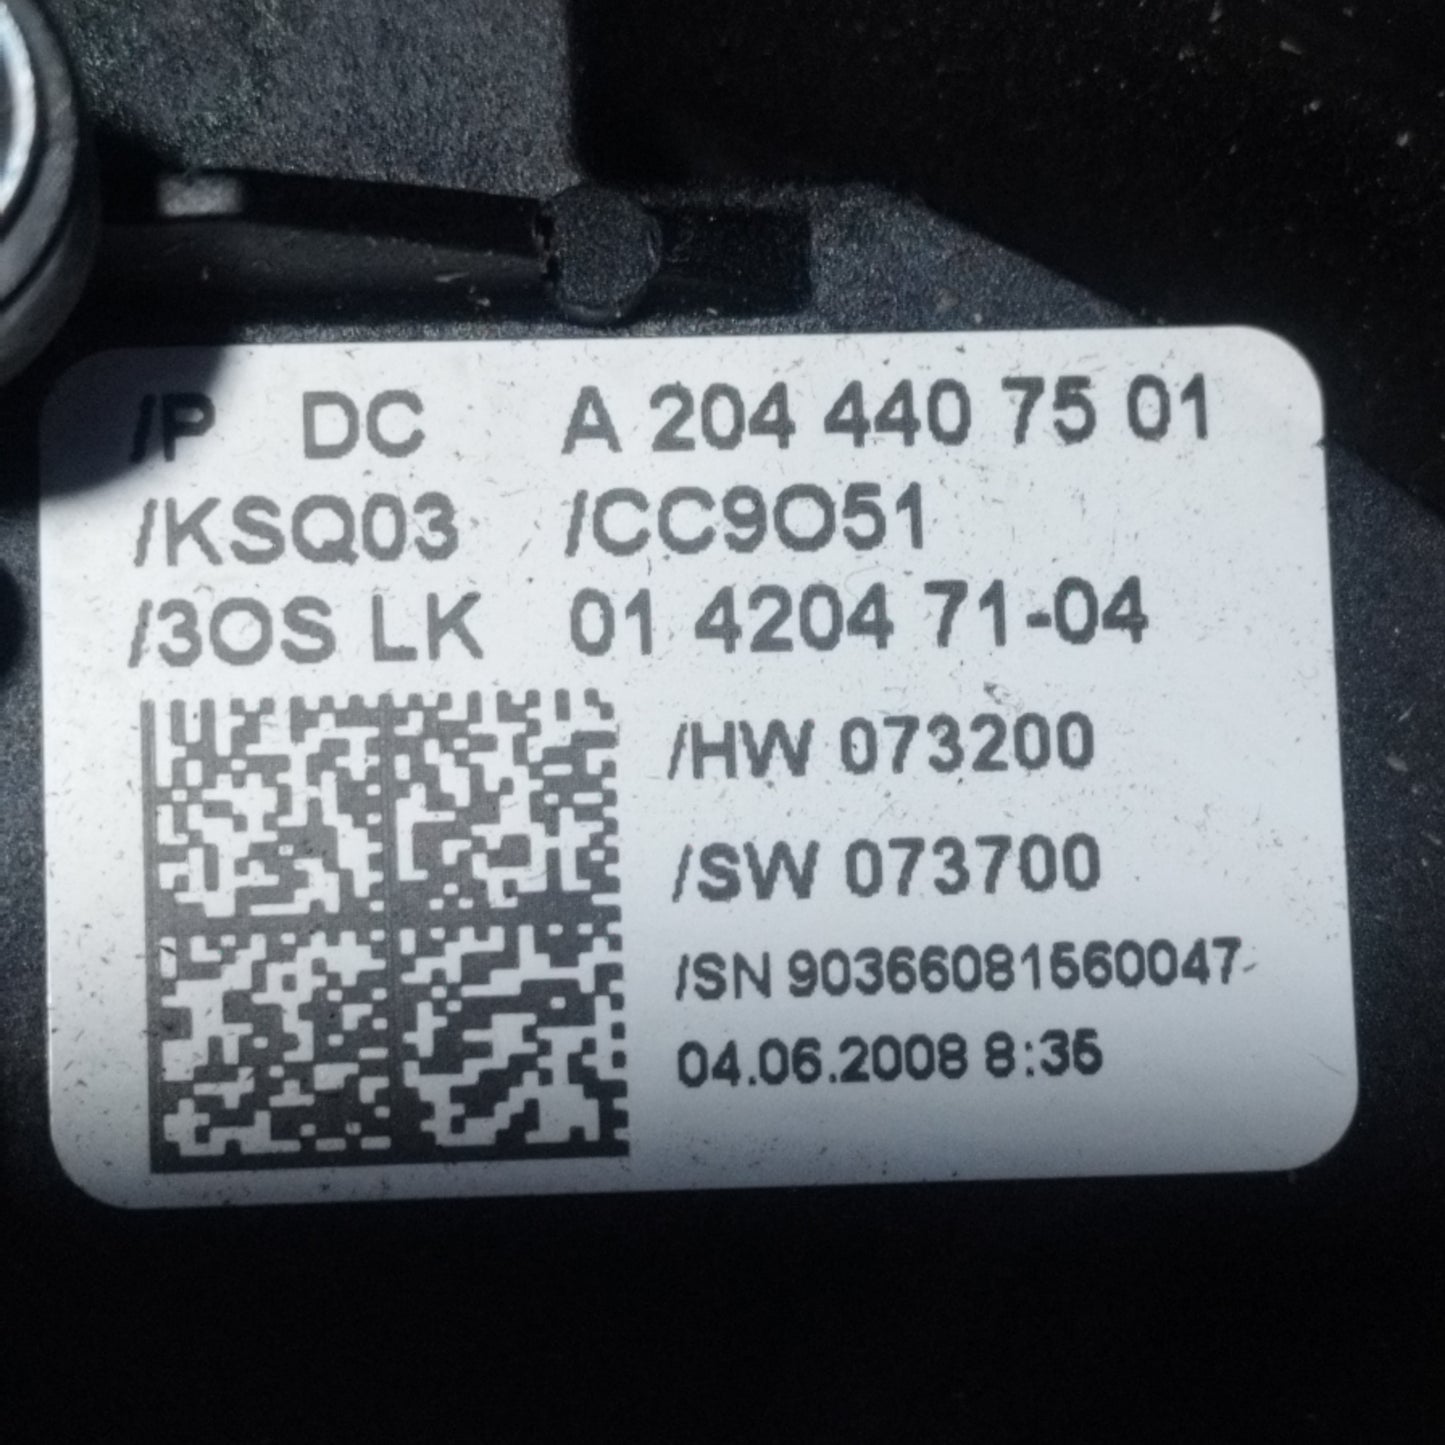 /P DC A 204 440 75 01
/KSQ03 /CC9O51
/3OS LK 01 4204 71-04
/HW 073200
/SW 073700
/SN 90366081560047-
04.06.2008 8:36